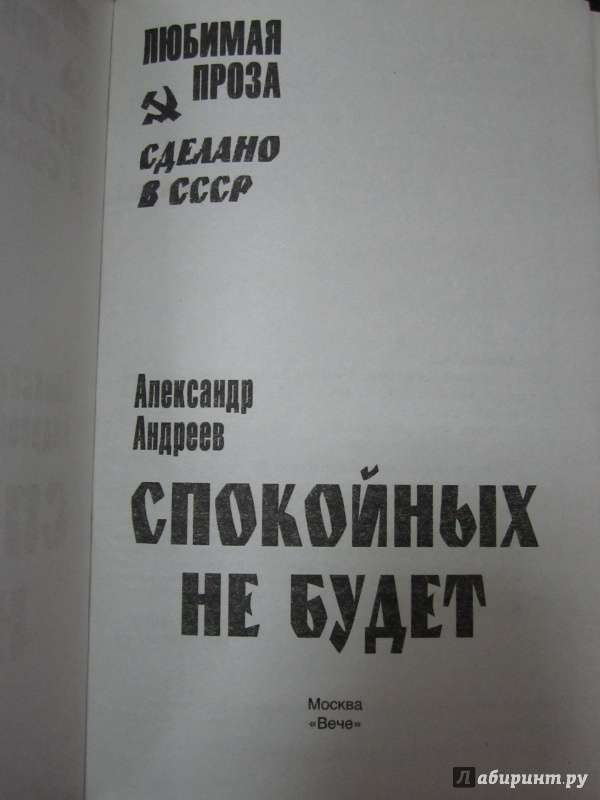 ЛЮБИМАЯ
ПРОЗА
СДЕЛАНО
В СССР
Александр
Андреев
СПОКОЙНЫХ
НЕ БУДЕТ
Москва
«Вече»
Лабиринт.ру